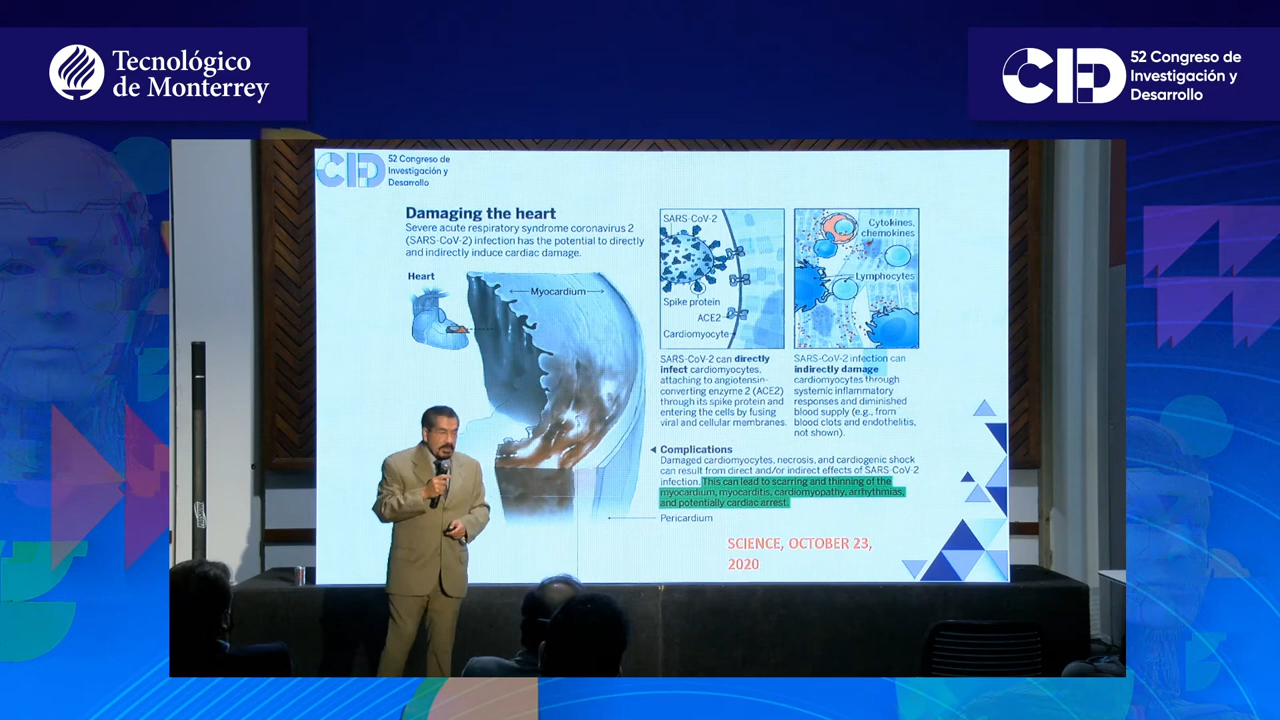 Tecnológico
de Monterrey
CID
52 Congreso de
Investigación y
Desarrollo
CID
52 Congreso de
Investigación y
Desarrollo
Damaging the heart
Severe acute respiratory syndrome coronavirus 2
(SARS-CoV-2) infection has the potential to directly
and indirectly induce cardiac damage.
Heart
Myocardium
SARS-CoV-2
Spike protein
ACE2
Cardiomyocyte
Cytokines,
chemokines
Lymphocytes
SARS-CoV-2 can directly
infect cardiomyocytes,
attaching to angiotensin-
converting enzyme 2 (ACE2)
through its spike protein and
entering the cells by fusing
viral and cellular membranes.
SARS-CoV-2 infection can
indirectly damage
cardiomyocytes through
systemic inflammatory
responses and diminished
blood supply (e.g., from
blood clots and endothelitis,
not shown).
Complications
Damaged cardiomyocytes, necrosis, and cardiogenic shock
can result from direct and/or indirect effects of SARS-CoV-2
infection. This can lead to scarring and thinning of the
myocardium, myocarditis, cardiomyopathy, arrhythmias,
and potentially cardiac arrest.
Pericardium
SCIENCE, OCTOBER 23,
2020